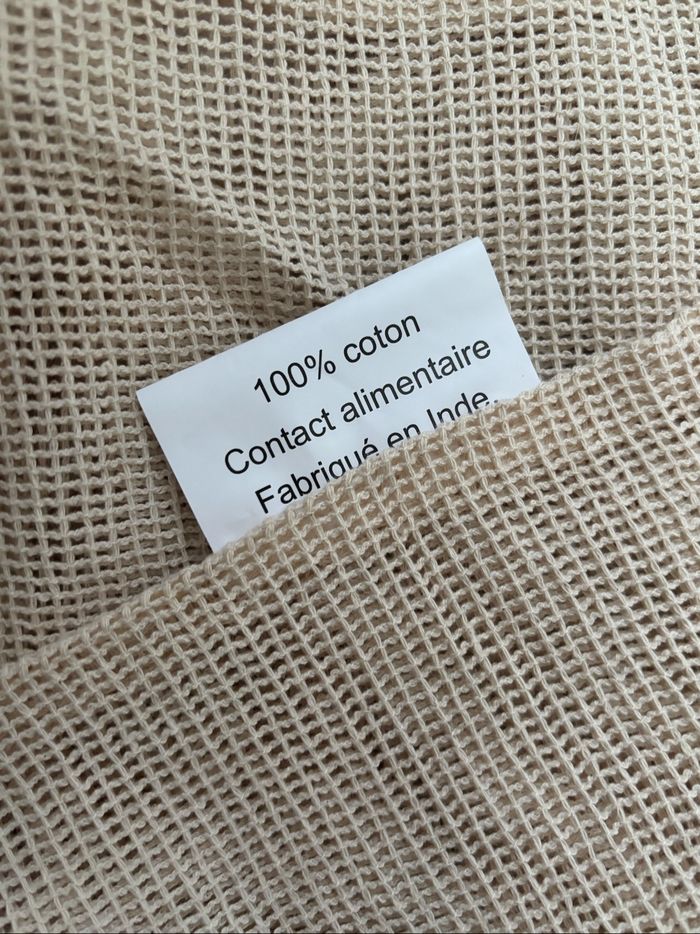 100% coton
Contact alimentaire
Fabriqué en Inde.